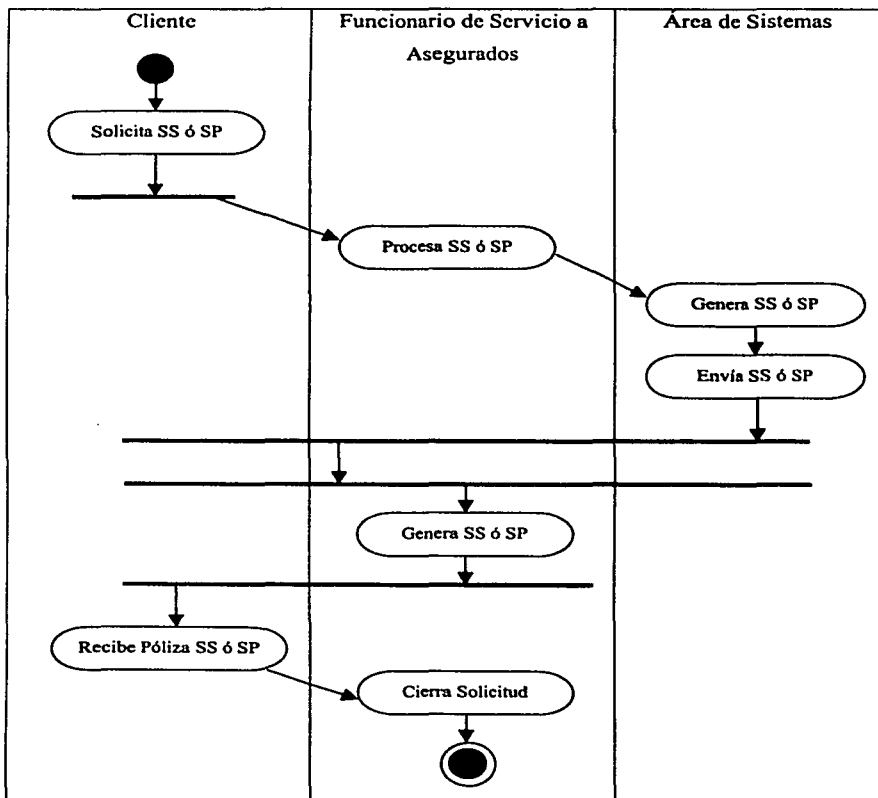 Cliente
Funcionario de Servicio a
Asegurados
Área de Sistemas
Solicita SS ó SP
Procesa SS ó SP
Genera SS ó SP
Envía SS ó SP
Genera SS ó SP
Recibe Póliza SS ó SP
Cierra Solicitud